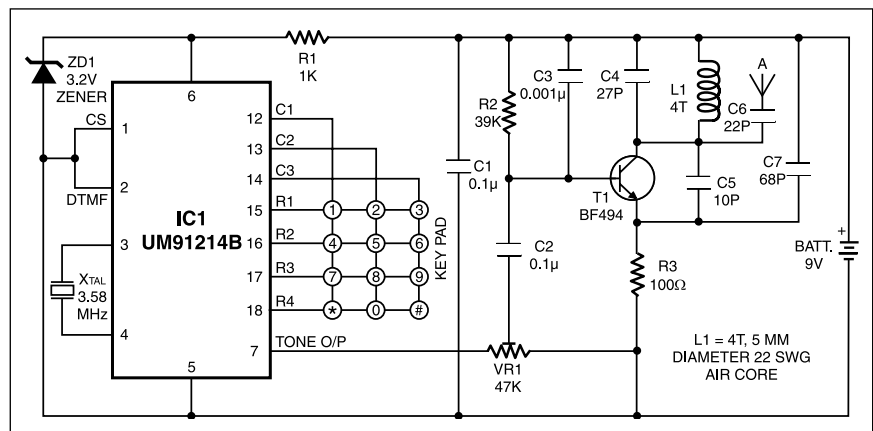 ZD1
3.2V
ZENER
R1
1K
6
CS
1
DTMF
2
3
XTAL
3.58
MHz
4
IC1
UM91214B
12
C1
13
C2
14
C3
15
R1
16
R2
17
R3
18
R4
7
TONE O/P
5
1
2
3
4
5
6
7
8
9
*
0
#
KEY PAD
VR1
47K
C1
0.1µ
R2
39K
C2
0.1µ
C3
0.001µ
C4
27P
L1
4T
A
C6
22P
T1
BF494
C5
10P
C7
68P
R3
100Ω
+
BATT.
9V
L1 = 4T, 5 MM
DIAMETER 22 SWG
AIR CORE